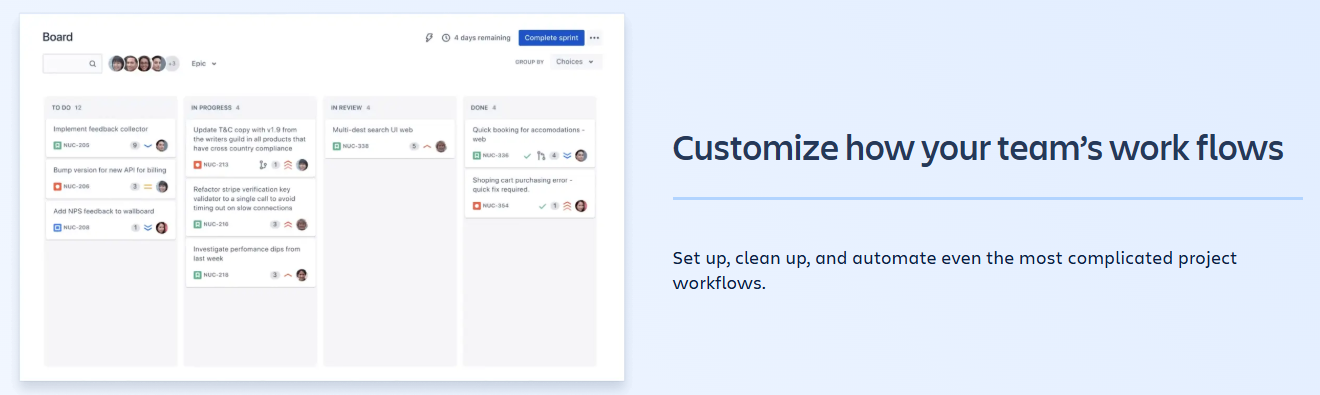 Board
4 days remaining
Complete sprint
+3
Epic
GROUP BY
Choices
TO DO 12
Implement feedback collector
NUC-205
9
Bump version for new API for billing
NUC-206
3
Add NPS feedback to wallboard
NUC-208
1
IN PROGRESS 4
Update T&C copy with v1.9 from
the writers guild in all products that
have cross country compliance
NUC-213
1
Refactor stripe verification key
validator to a single call to avoid
timing out on slow connections
NUC-216
3
Investigate perfomance dips from
last week
NUC-218
3
IN REVIEW 4
Multi-dest search UI web
NUC-338
5
DONE 4
Quick booking for accomodations -
web
NUC-336
4
Shoping cart purchasing error -
quick fix required.
NUC-354
1
Customize how your team’s work flows
Set up, clean up, and automate even the most complicated project
workflows.